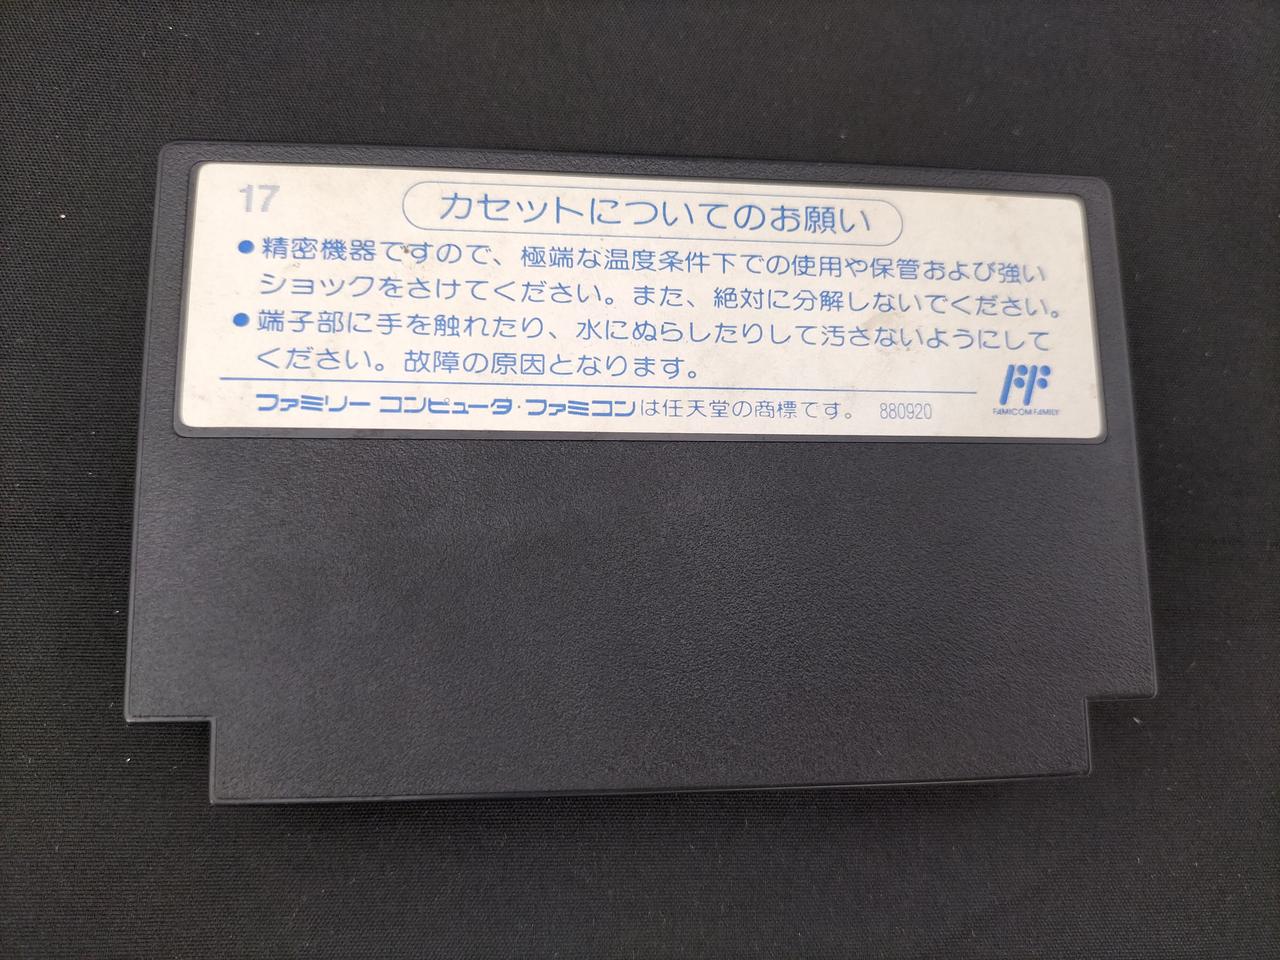 17
カセットについてのお願い
●精密機器ですので、極端な温度条件下での使用や保管および強い
ショックをさけてください。また、絶対に分解しないでください。
●端子部に手を触れたり、水にぬらしたりして汚さないようにして
ください。故障の原因となります。
ファミリー コンピュータ・ファミコンは任天堂の商標です。 880920
FF
FAMICOM FAMILY